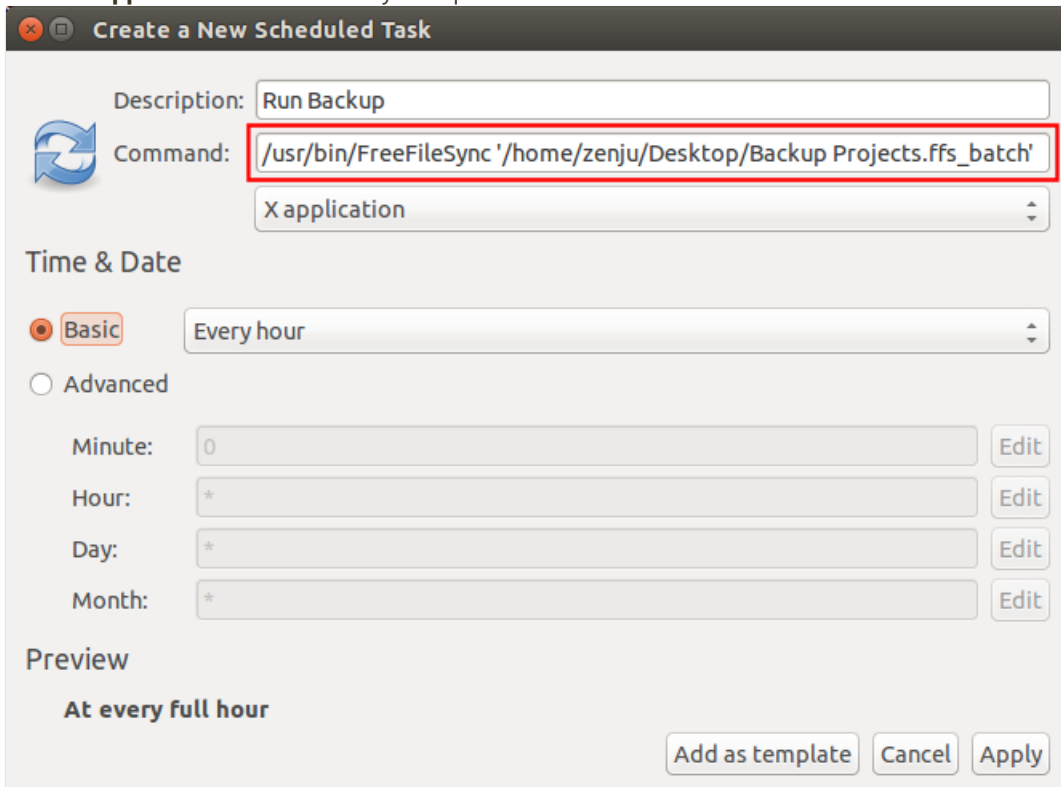 Create a New Scheduled Task
Description: Run Backup
Command: /usr/bin/FreeFileSync '/home/zenju/Desktop/Backup Projects.ffs_batch'
X application
Time & Date
Basic Every hour
Advanced
Minute: 0 Edit
Hour: * Edit
Day: * Edit
Month: * Edit
Preview
At every full hour
Add as template Cancel Apply